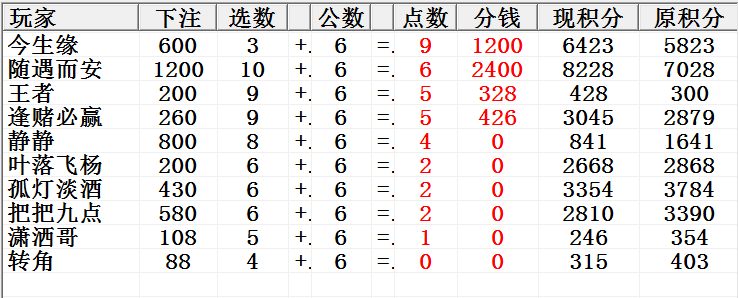 玩家 下注 选数 公数 点数 分钱 现积分 原积分
今生缘 600 3 +. 6 =. 9 1200 6423 5823
随遇而安 1200 10 +. 6 =. 6 2400 8228 7028
王者 200 9 +. 6 =. 5 328 428 300
逢赌必赢 260 9 +. 6 =. 5 426 3045 2879
静静 800 8 +. 6 =. 4 0 841 1641
叶落飞杨 200 6 +. 6 =. 2 0 2668 2868
孤灯淡酒 430 6 +. 6 =. 2 0 3354 3784
把把九点 580 6 +. 6 =. 2 0 2810 3390
潇洒哥 108 5 +. 6 =. 1 0 246 354
转角 88 4 +. 6 =. 0 0 315 403